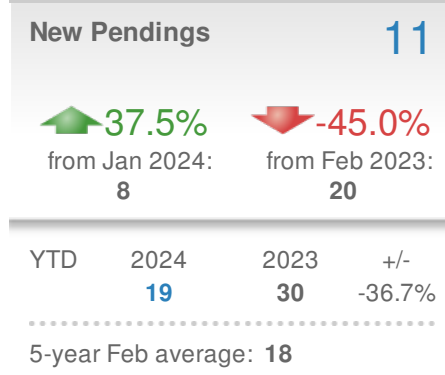 New Pendings 11
37.5% -45.0%
from Jan 2024: from Feb 2023:
8 20
YTD 2024 2023 +/-
19 30 -36.7%
5-year Feb average: 18